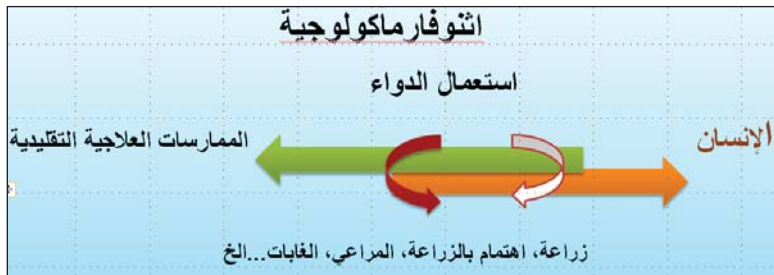 اثنوفارماكولوجية
استعمال الدواء
الإنسان
الممارسات العلاجية التقليدية
زراعة، اهتمام بالزراعة، المراعي، الغابات...الخ